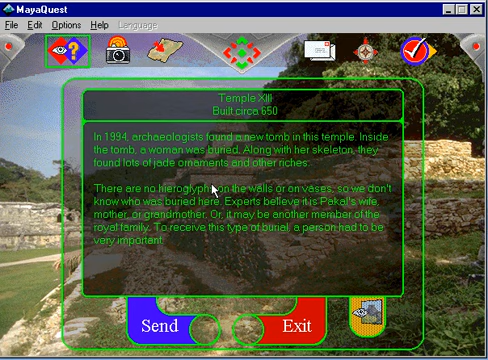 MayaQuest
File Edit Options Help Language
Temple XIII
Built circa 650
In 1994, archaeologists found a new tomb in this temple. Inside
the tomb, a woman was buried. Along with her skeleton, they
found lots of jade ornaments and other riches.
There are no hieroglyphs on the walls or on vases, so we don't
know who was buried here. Experts believe it is Pakal's wife,
mother, or grandmother. Or, it may be another member of the
royal family. To receive this type of burial, a person had to be
very important.
Send Exit